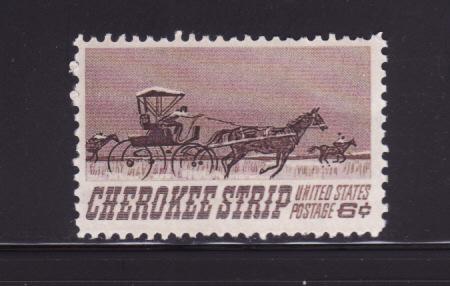 CHEROKEE STRIP
UNITED STATES
POSTAGE 6¢